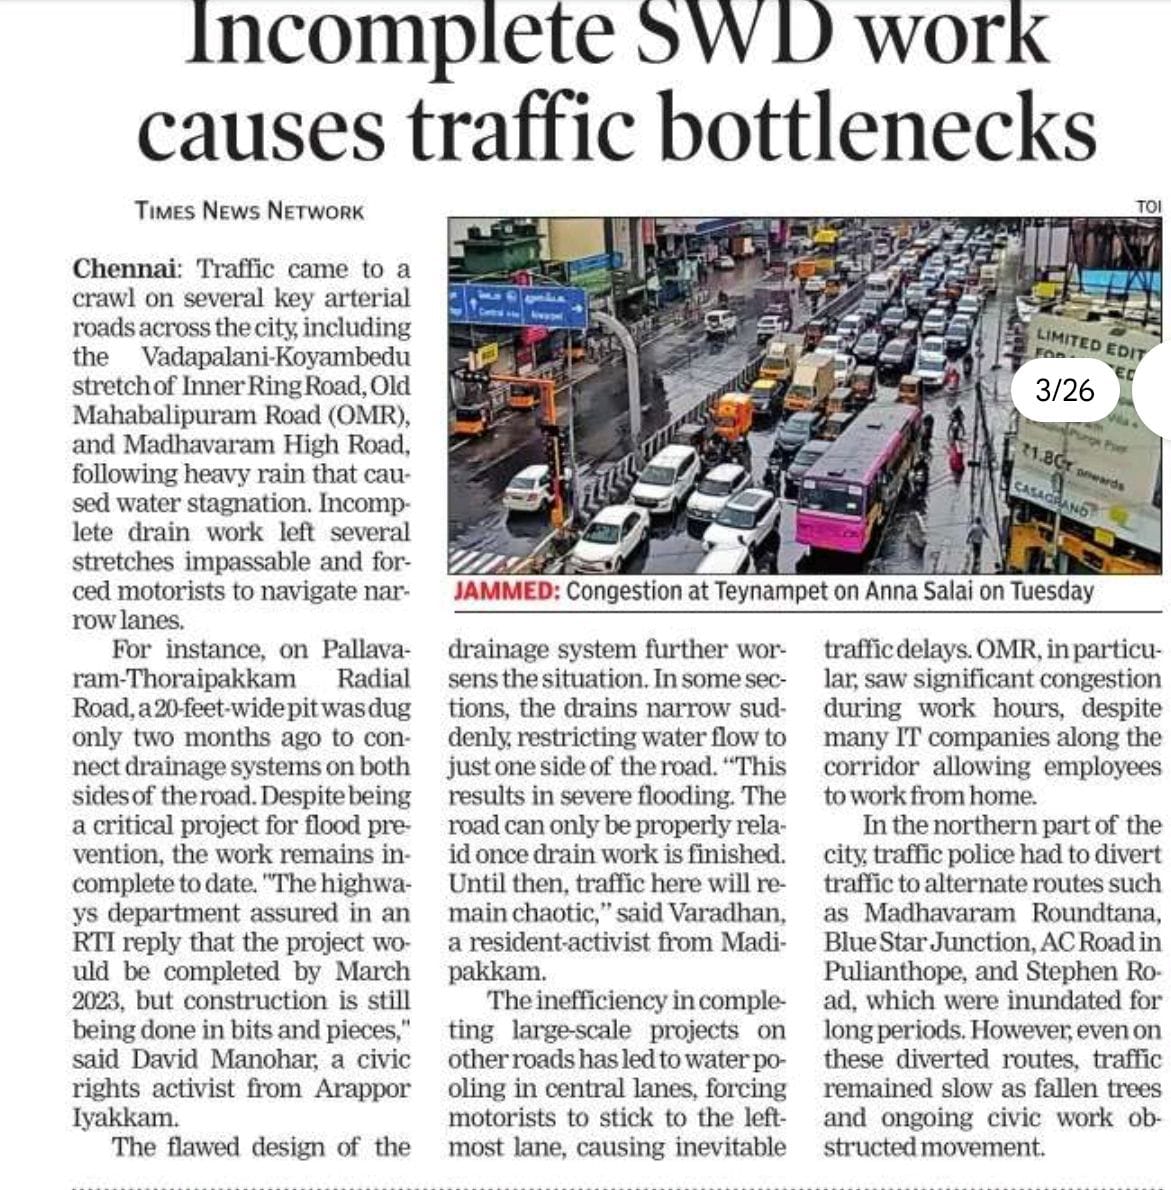 Incomplete SWD work
causes traffic bottlenecks
TIMES NEWS NETWORK
Chennai: Traffic came to a
crawl on several key arterial
roads across the city, including
the Vadapalani-Koyambedu
stretch of Inner Ring Road, Old
Mahabalipuram Road (OMR),
and Madhavaram High Road,
following heavy rain that cau-
sed water stagnation. Incomp-
lete drain work left several
stretches impassable and for-
ced motorists to navigate nar-
row lanes.
For instance, on Pallava-
ram-Thoraipakkam Radial
Road, a 20-feet-wide pit was dug
only two months ago to con-
nect drainage systems on both
sides of the road. Despite being
a critical project for flood pre-
vention, the work remains in-
complete to date. "The highwa-
ys department assured in an
RTI reply that the project wo-
uld be completed by March
2023, but construction is still
being done in bits and pieces,"
said David Manohar, a civic
rights activist from Arappor
Iyakkam.
The flawed design of the
TOI
Central
LIMITED EDIT
3/26
₹1.8Cr onwards
CASAGRAND
JAMMED: Congestion at Teynampet on Anna Salai on Tuesday
drainage system further wor-
sens the situation. In some sec-
tions, the drains narrow sud-
denly, restricting water flow to
just one side of the road. “This
results in severe flooding. The
road can only be properly rela-
id once drain work is finished.
Until then, traffic here will re-
main chaotic,” said Varadhan,
a resident-activist from Madi-
pakkam.
The inefficiency in comple-
ting large-scale projects on
other roads has led to water po-
oling in central lanes, forcing
motorists to stick to the left-
most lane, causing inevitable
traffic delays. OMR, in particu-
lar, saw significant congestion
during work hours, despite
many IT companies along the
corridor allowing employees
to work from home.
In the northern part of the
city, traffic police had to divert
traffic to alternate routes such
as Madhavaram Roundtana,
Blue Star Junction, AC Road in
Pulianthope, and Stephen Ro-
ad, which were inundated for
long periods. However, even on
these diverted routes, traffic
remained slow as fallen trees
and ongoing civic work ob-
structed movement.